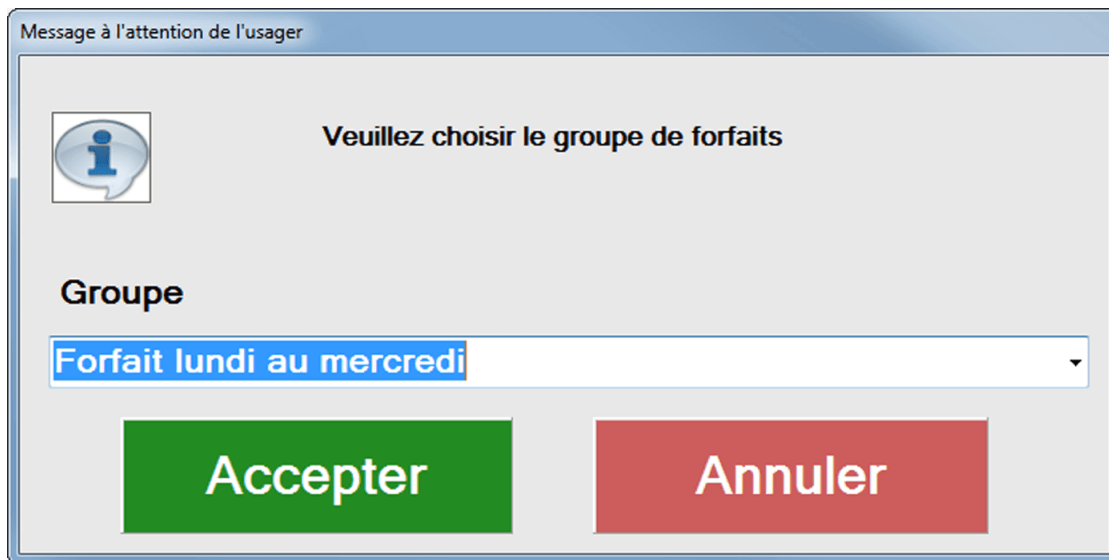 Message à l'attention de l'usager
Veuillez choisir le groupe de forfaits
Groupe
Forfait lundi au mercredi
Accepter
Annuler